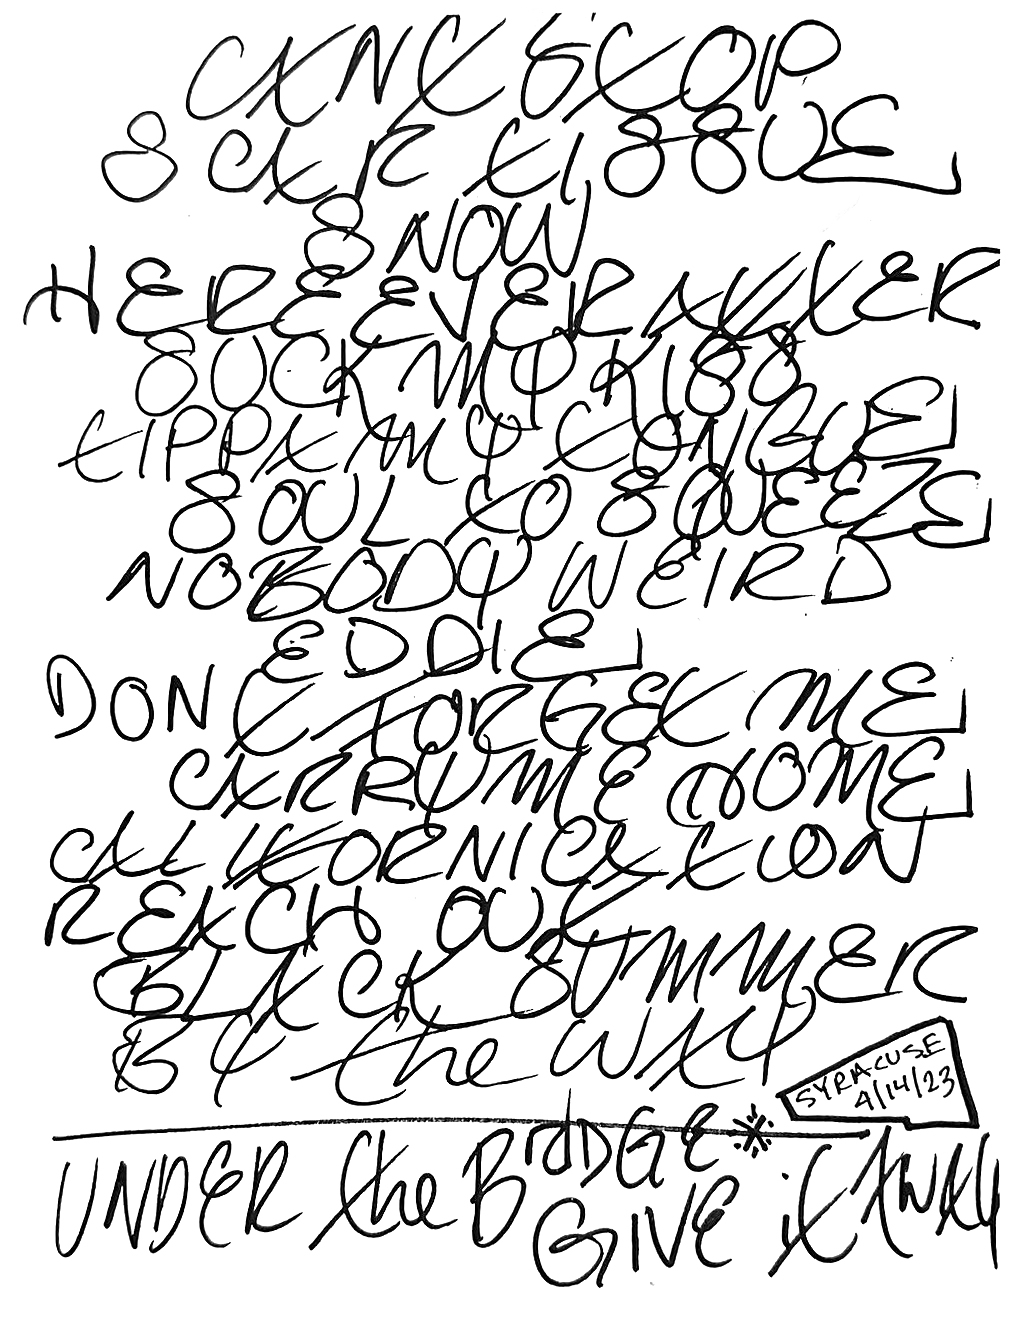 CANT STOP
SCAR TISSUE
SNOW
HERE EVER AFTER
SUCK MY KISS
TIPPA MY TONGUE
SOUL TO SQUEEZE
NOBODY WEIRD
EDDIE
DONT FORGET ME
CARRY ME HOME
CALIFORNICATION
REACH OUT
BLACK SUMMER
BY the WAY
SYRACUSE
4/14/23
UNDER the BridGE *
GIVE it AWAY